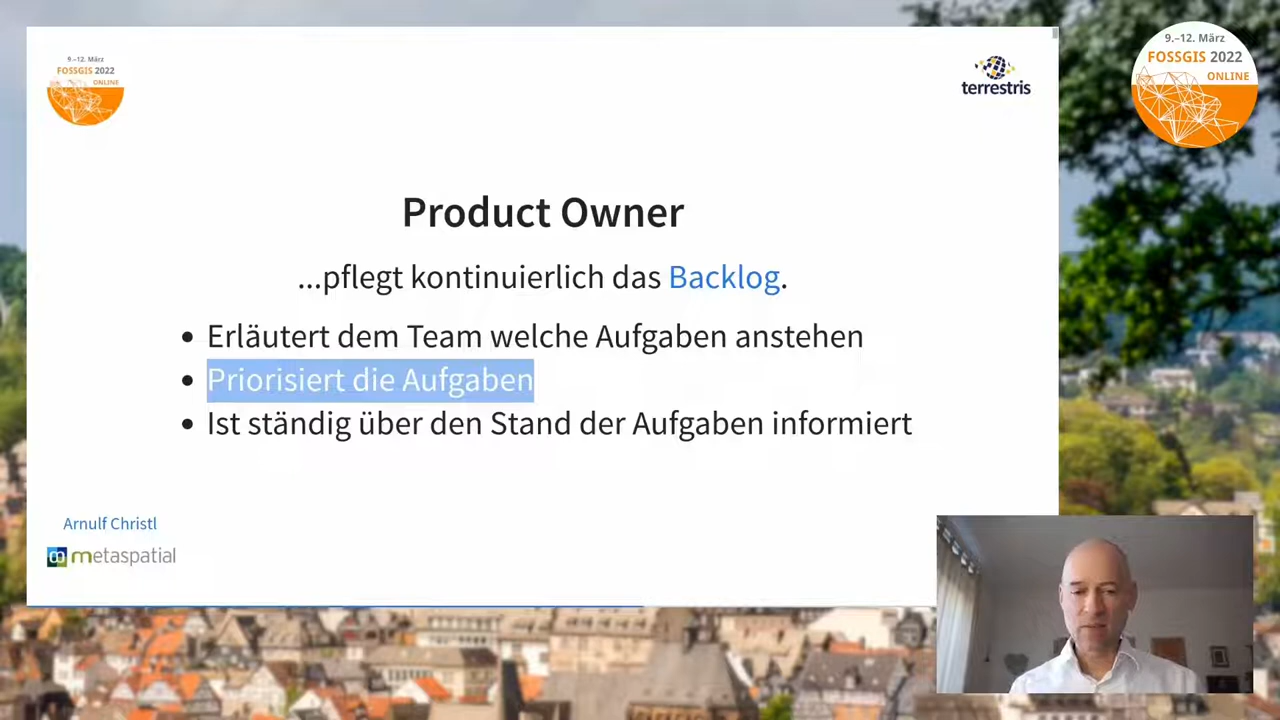 9.–12. März
FOSSGIS 2022
ONLINE
terrestris
9.–12. März
FOSSGIS 2022
ONLINE
Product Owner
...pflegt kontinuierlich das Backlog.
Erläutert dem Team welche Aufgaben anstehen
Priorisiert die Aufgaben
Ist ständig über den Stand der Aufgaben informiert
Arnulf Christl
metaspatial